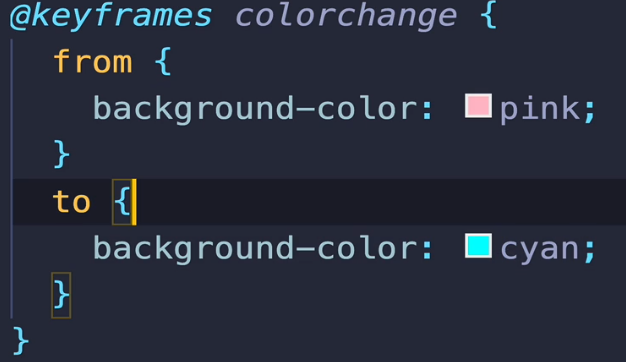 @keyframes colorchange {
  from {
    background-color: pink;
  }
  to {
    background-color: cyan;
  }
}